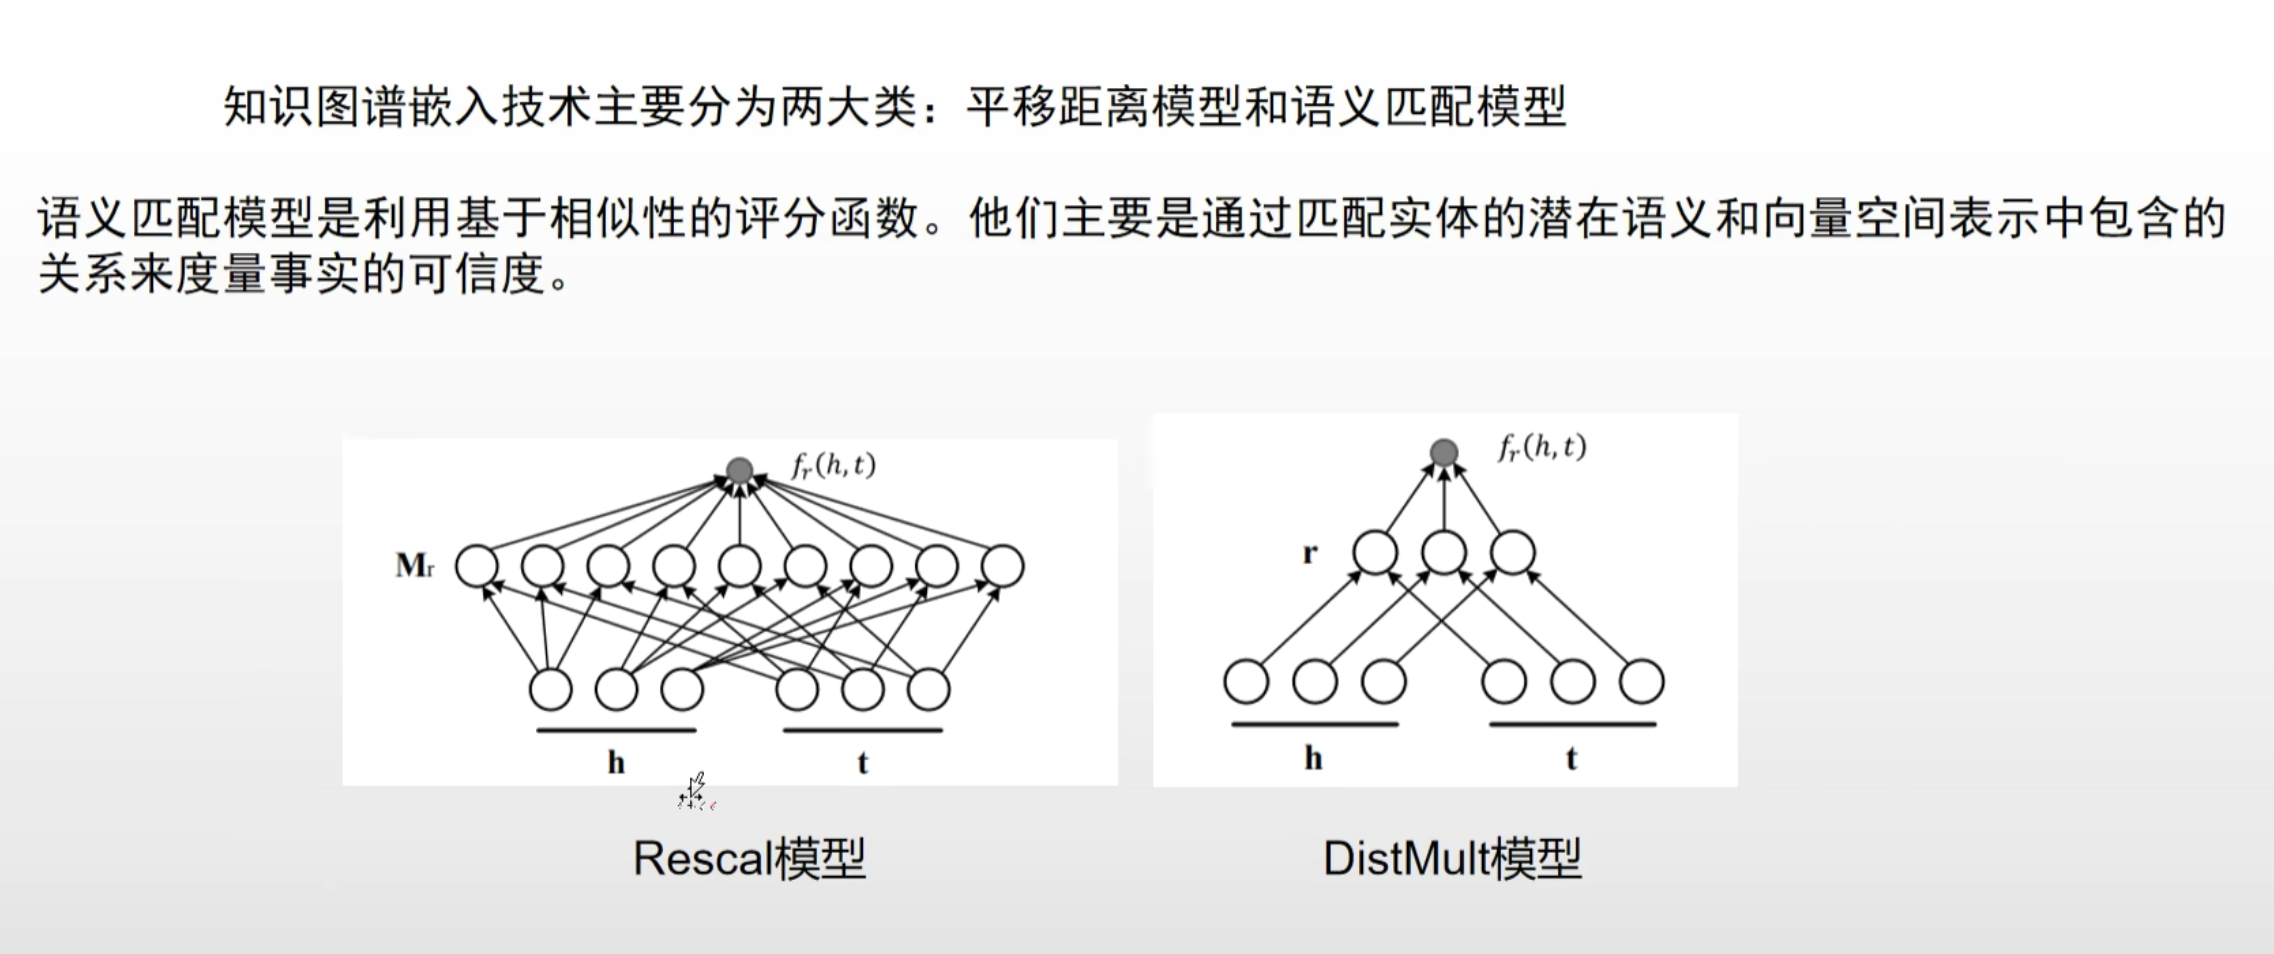 知识图谱嵌入技术主要分为两大类：平移距离模型和语义匹配模型
语义匹配模型是利用基于相似性的评分函数。他们主要是通过匹配实体的潜在语义和向量空间表示中包含的
关系来度量事实的可信度。
fr(h,t)
Mr
h
t
Rescal模型
fr(h,t)
r
h
t
DistMult模型